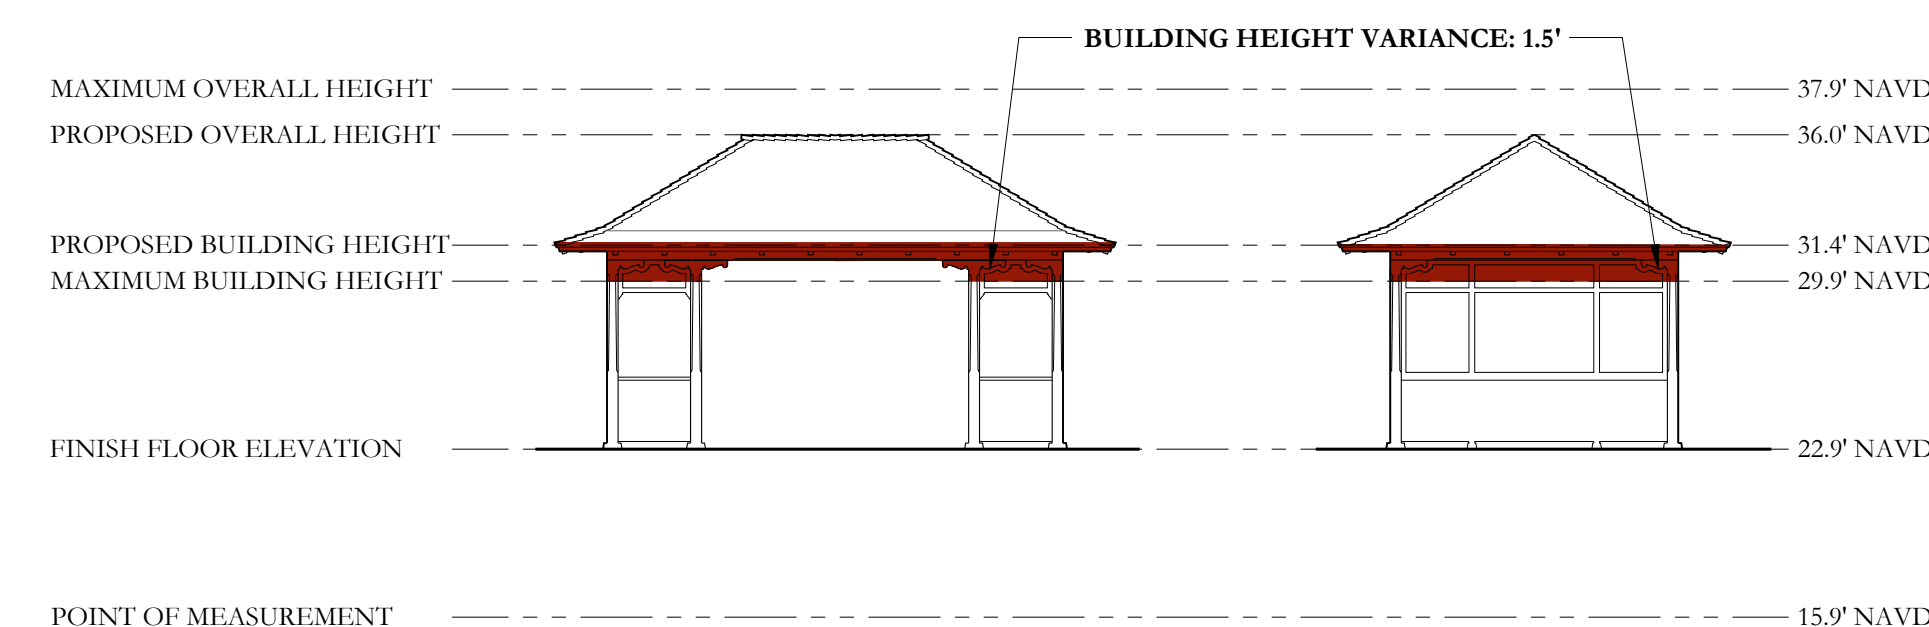 BUILDING HEIGHT VARIANCE: 1.5'
MAXIMUM OVERALL HEIGHT 37.9' NAVD
PROPOSED OVERALL HEIGHT 36.0' NAVD
PROPOSED BUILDING HEIGHT 31.4' NAVD
MAXIMUM BUILDING HEIGHT 29.9' NAVD
FINISH FLOOR ELEVATION 22.9' NAVD
POINT OF MEASUREMENT 15.9' NAVD